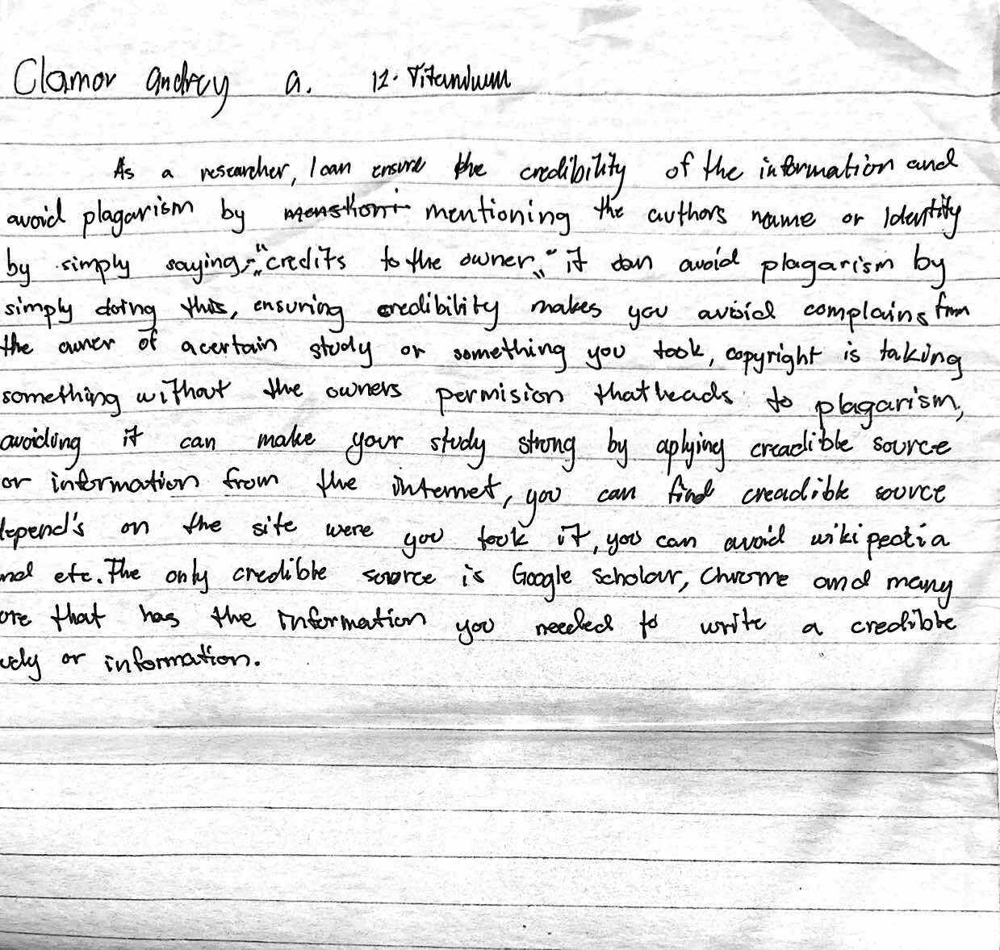 Clamor Andrey A. 12. Titanium
As a researcher, I can ensure the credibility of the information and
avoid plagarism by menshoni mentioning the authors name or Identity
by simply saying, "credits to the owner," it can avoid plagarism by
simply doing this, ensuring credibility makes you avoid complains from
the owner of a certain study or something you took, copyright is taking
something without the owners permision that leads to plagarism,
avoiding it can make your study strong by aplying creadible source
or information from the internet, you can find creadible source
depend's on the site were you took it, you can avoid wikipedia
and etc. The only credible source is Google Scholar, Chrome and many
ore that has the information you needed to write a credible
udy or information.